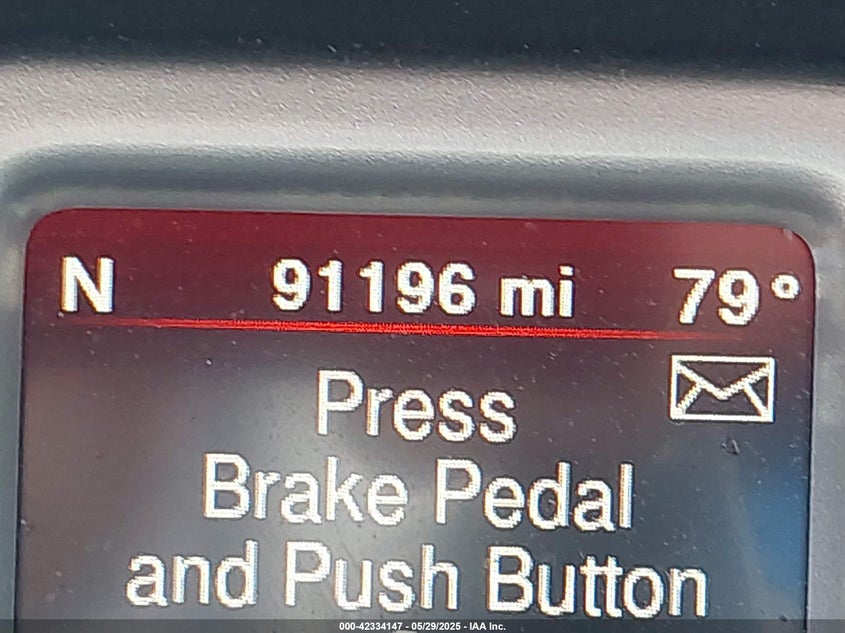 N 91196 mi 79°
Press
Brake Pedal
and Push Button
000-42334147 - 05/29/2025 - IAA Inc.